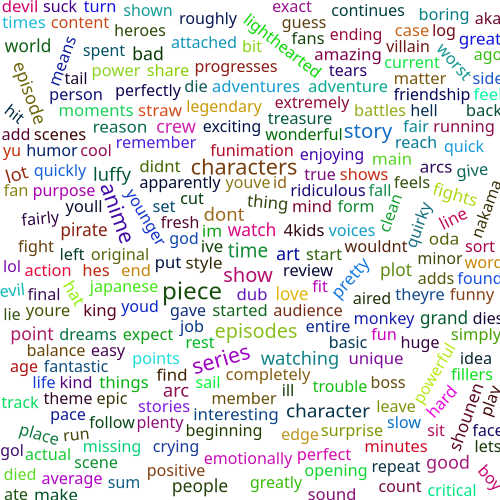 devil suck turn shown exact continues boring aka
times content heroes roughly lighthearted guess case log
world means spent attached bit fans ending villain worst great
bad amazing current ago
episode tail power share progresses tears matter side
person perfectly die adventures adventure friendship feel
hit moments straw legendary extremely battles hell back
add scenes reason crew exciting treasure wonderful story fair running
yu humor cool remember funimation enjoying main reach quick
lot quickly luffy didnt characters true shows arcs give
fan purpose anime apparently youve id ridiculous fall feels fights nakama
youll younger set cut thing mind form clean quirky line
fairly pirate fresh dont
god im watch 4kids voices oda
fight left original ive time art start wouldnt minor sort
lol action hes end put style show review pretty plot word
evil final hat japanese piece dub love fit aired adds found
theyre funny
lie youre king youd gave started audience monkey grand dies
point dreams expect job episodes entire fun simply
rest basic huge
balance easy points series watching unique powerful idea
age fantastic find completely fillers
life kind things arc sail ill trouble boss hard shounen play
track theme epic member
pace stories interesting character leave
follow plenty slow
place run beginning edge surprise sit face
gol actual missing crying minutes lets
scene emotionally perfect
died positive opening repeat good boy
average sum people greatly count critical
ate make sound